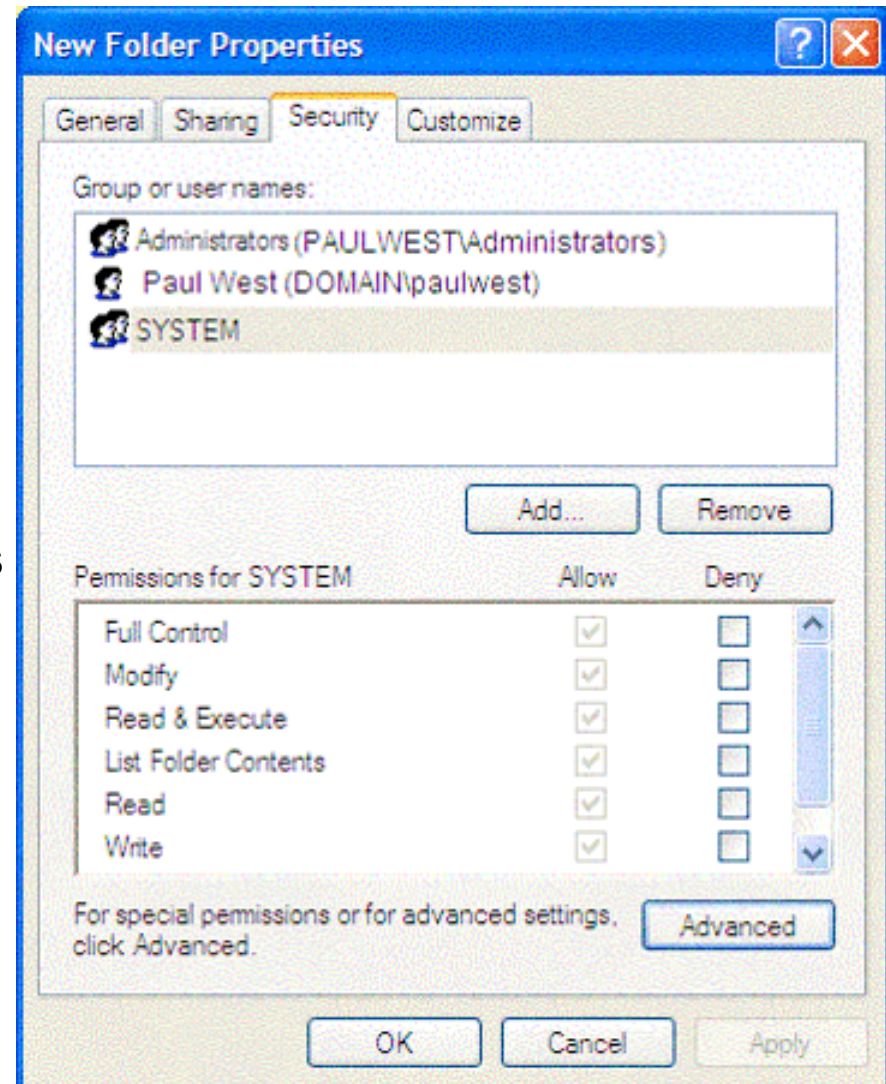 New Folder Properties
General Sharing Security Customize
Group or user names:
Administrators (PAULWEST\Administrators)
Paul West (DOMAIN\paulwest)
SYSTEM
Add... Remove
Permissions for SYSTEM Allow Deny
Full Control
Modify
Read & Execute
List Folder Contents
Read
Write
For special permissions or for advanced settings,
click Advanced.
Advanced
OK Cancel Apply